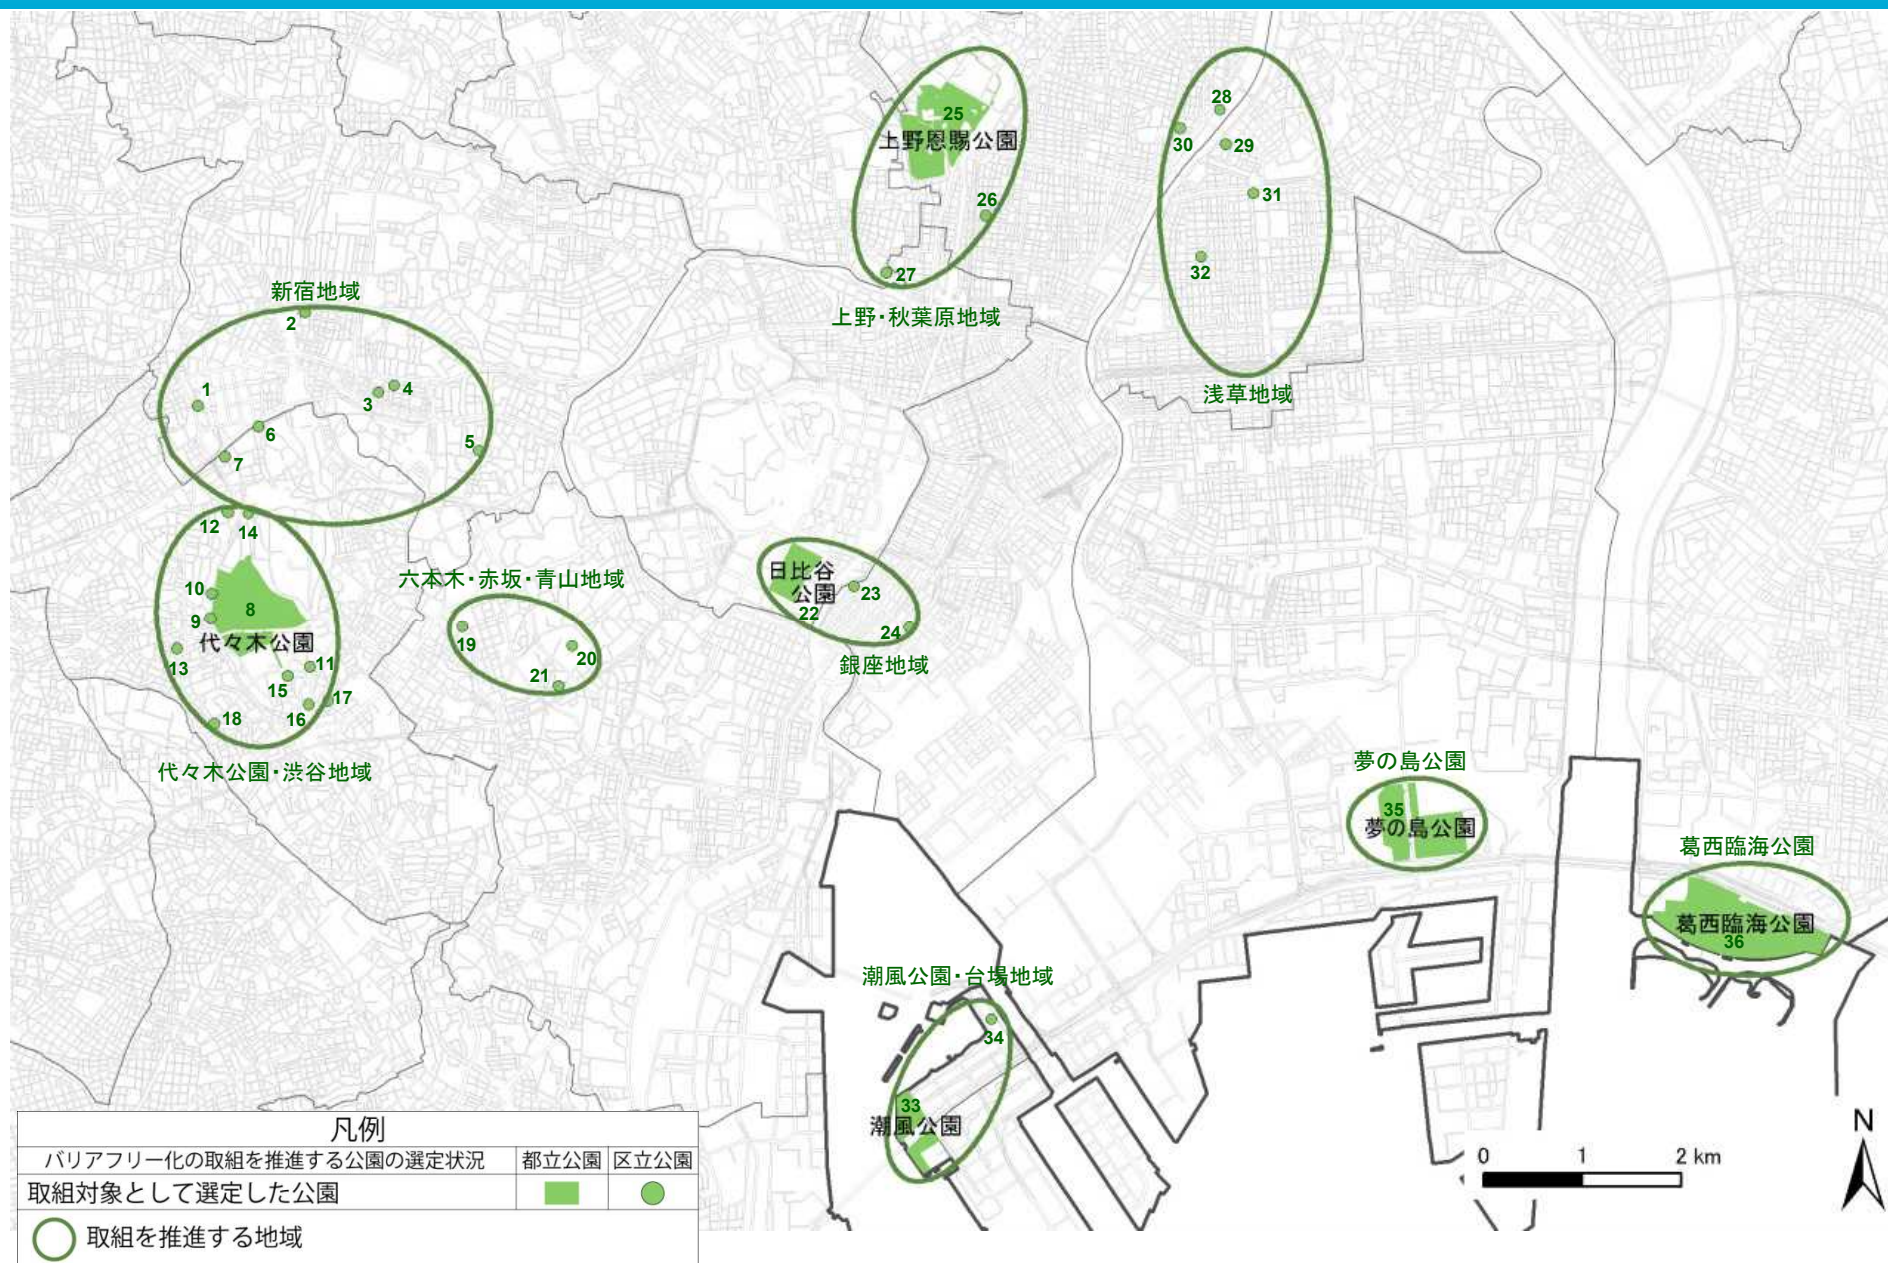 28
25
上野恩賜公園
30
29
31
26
27
32
新宿地域
2
上野・秋葉原地域
1
3
4
浅草地域
6
5
7
12
14
六本木・赤坂・青山地域
日比谷
公園
22
23
24
10
8
9
代々木公園
13
11
15
16
17
18
19
20
21
銀座地域
代々木公園・渋谷地域
夢の島公園
35
夢の島公園
葛西臨海公園
葛西臨海公園
36
潮風公園・台場地域
34
33
潮風公園
凡例
バリアフリー化の取組を推進する公園の選定状況 都立公園 区立公園
取組対象として選定した公園
取組を推進する地域
0 1 2 km
N